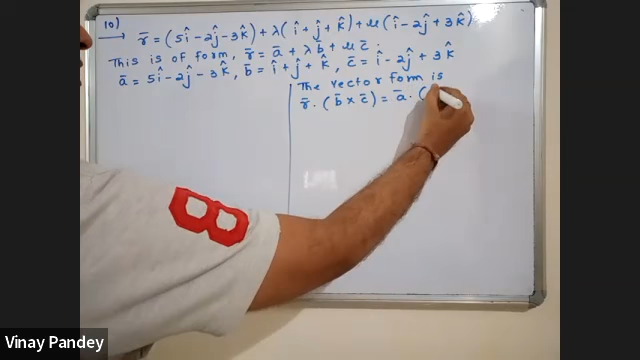 10)
r̄ = (5î - 2ĵ - 3k̂) + λ(î + ĵ + k̂) + μ(î - 2ĵ + 3k̂)
This is of form, r̄ = ā + λb̄ + μc̄
ā = 5î - 2ĵ - 3k̂, b̄ = î + ĵ + k̂, c̄ = î - 2ĵ + 3k̂
The vector form is
r̄ · (b̄ × c̄) = ā · (
8
Vinay Pandey